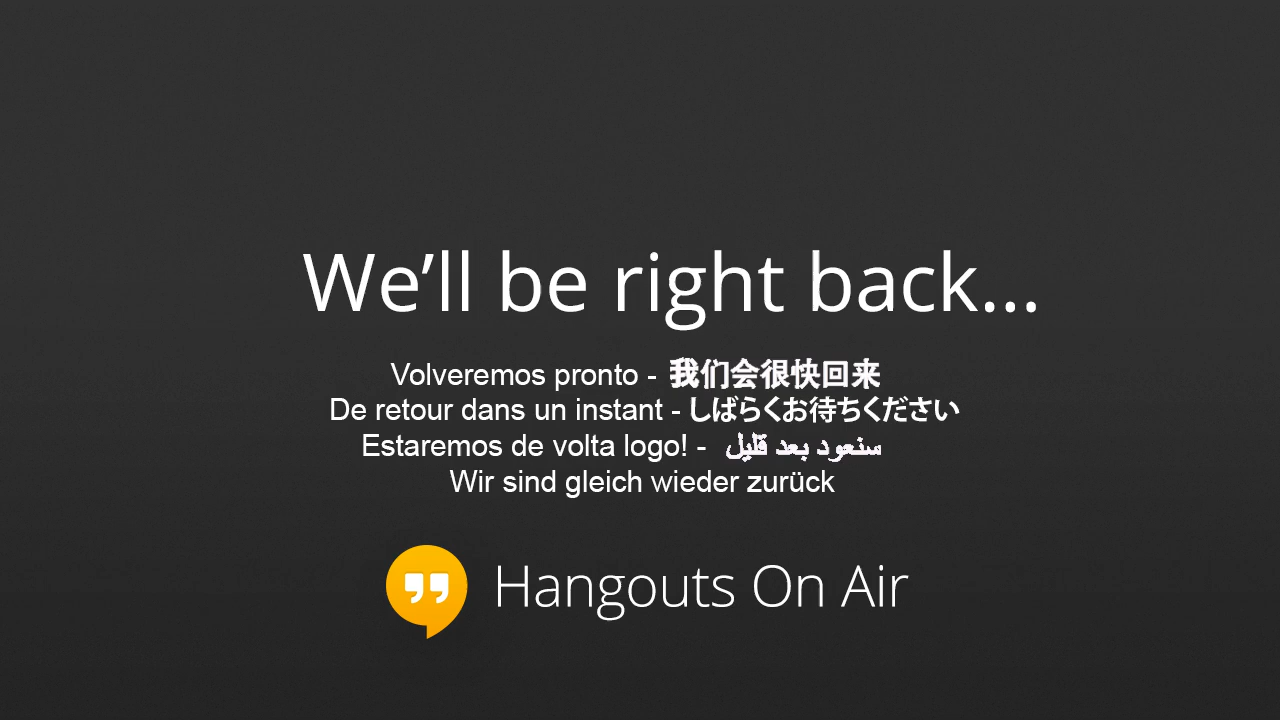 We’ll be right back...
Volveremos pronto - 我们会很快回来
De retour dans un instant - しばらくお待ちください
Estaremos de volta logo! - سنعود بعد قليل
Wir sind gleich wieder zurück
Hangouts On Air